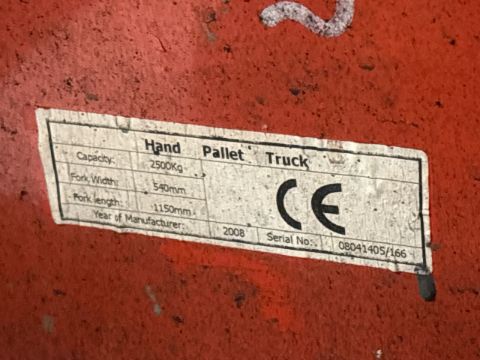 Hand Pallet Truck
Capacity: 2500Kg
Fork Width: 540mm
Fork length: 1150mm
CE
Year of Manufacturer: 2008 Serial No:. 08041405/166